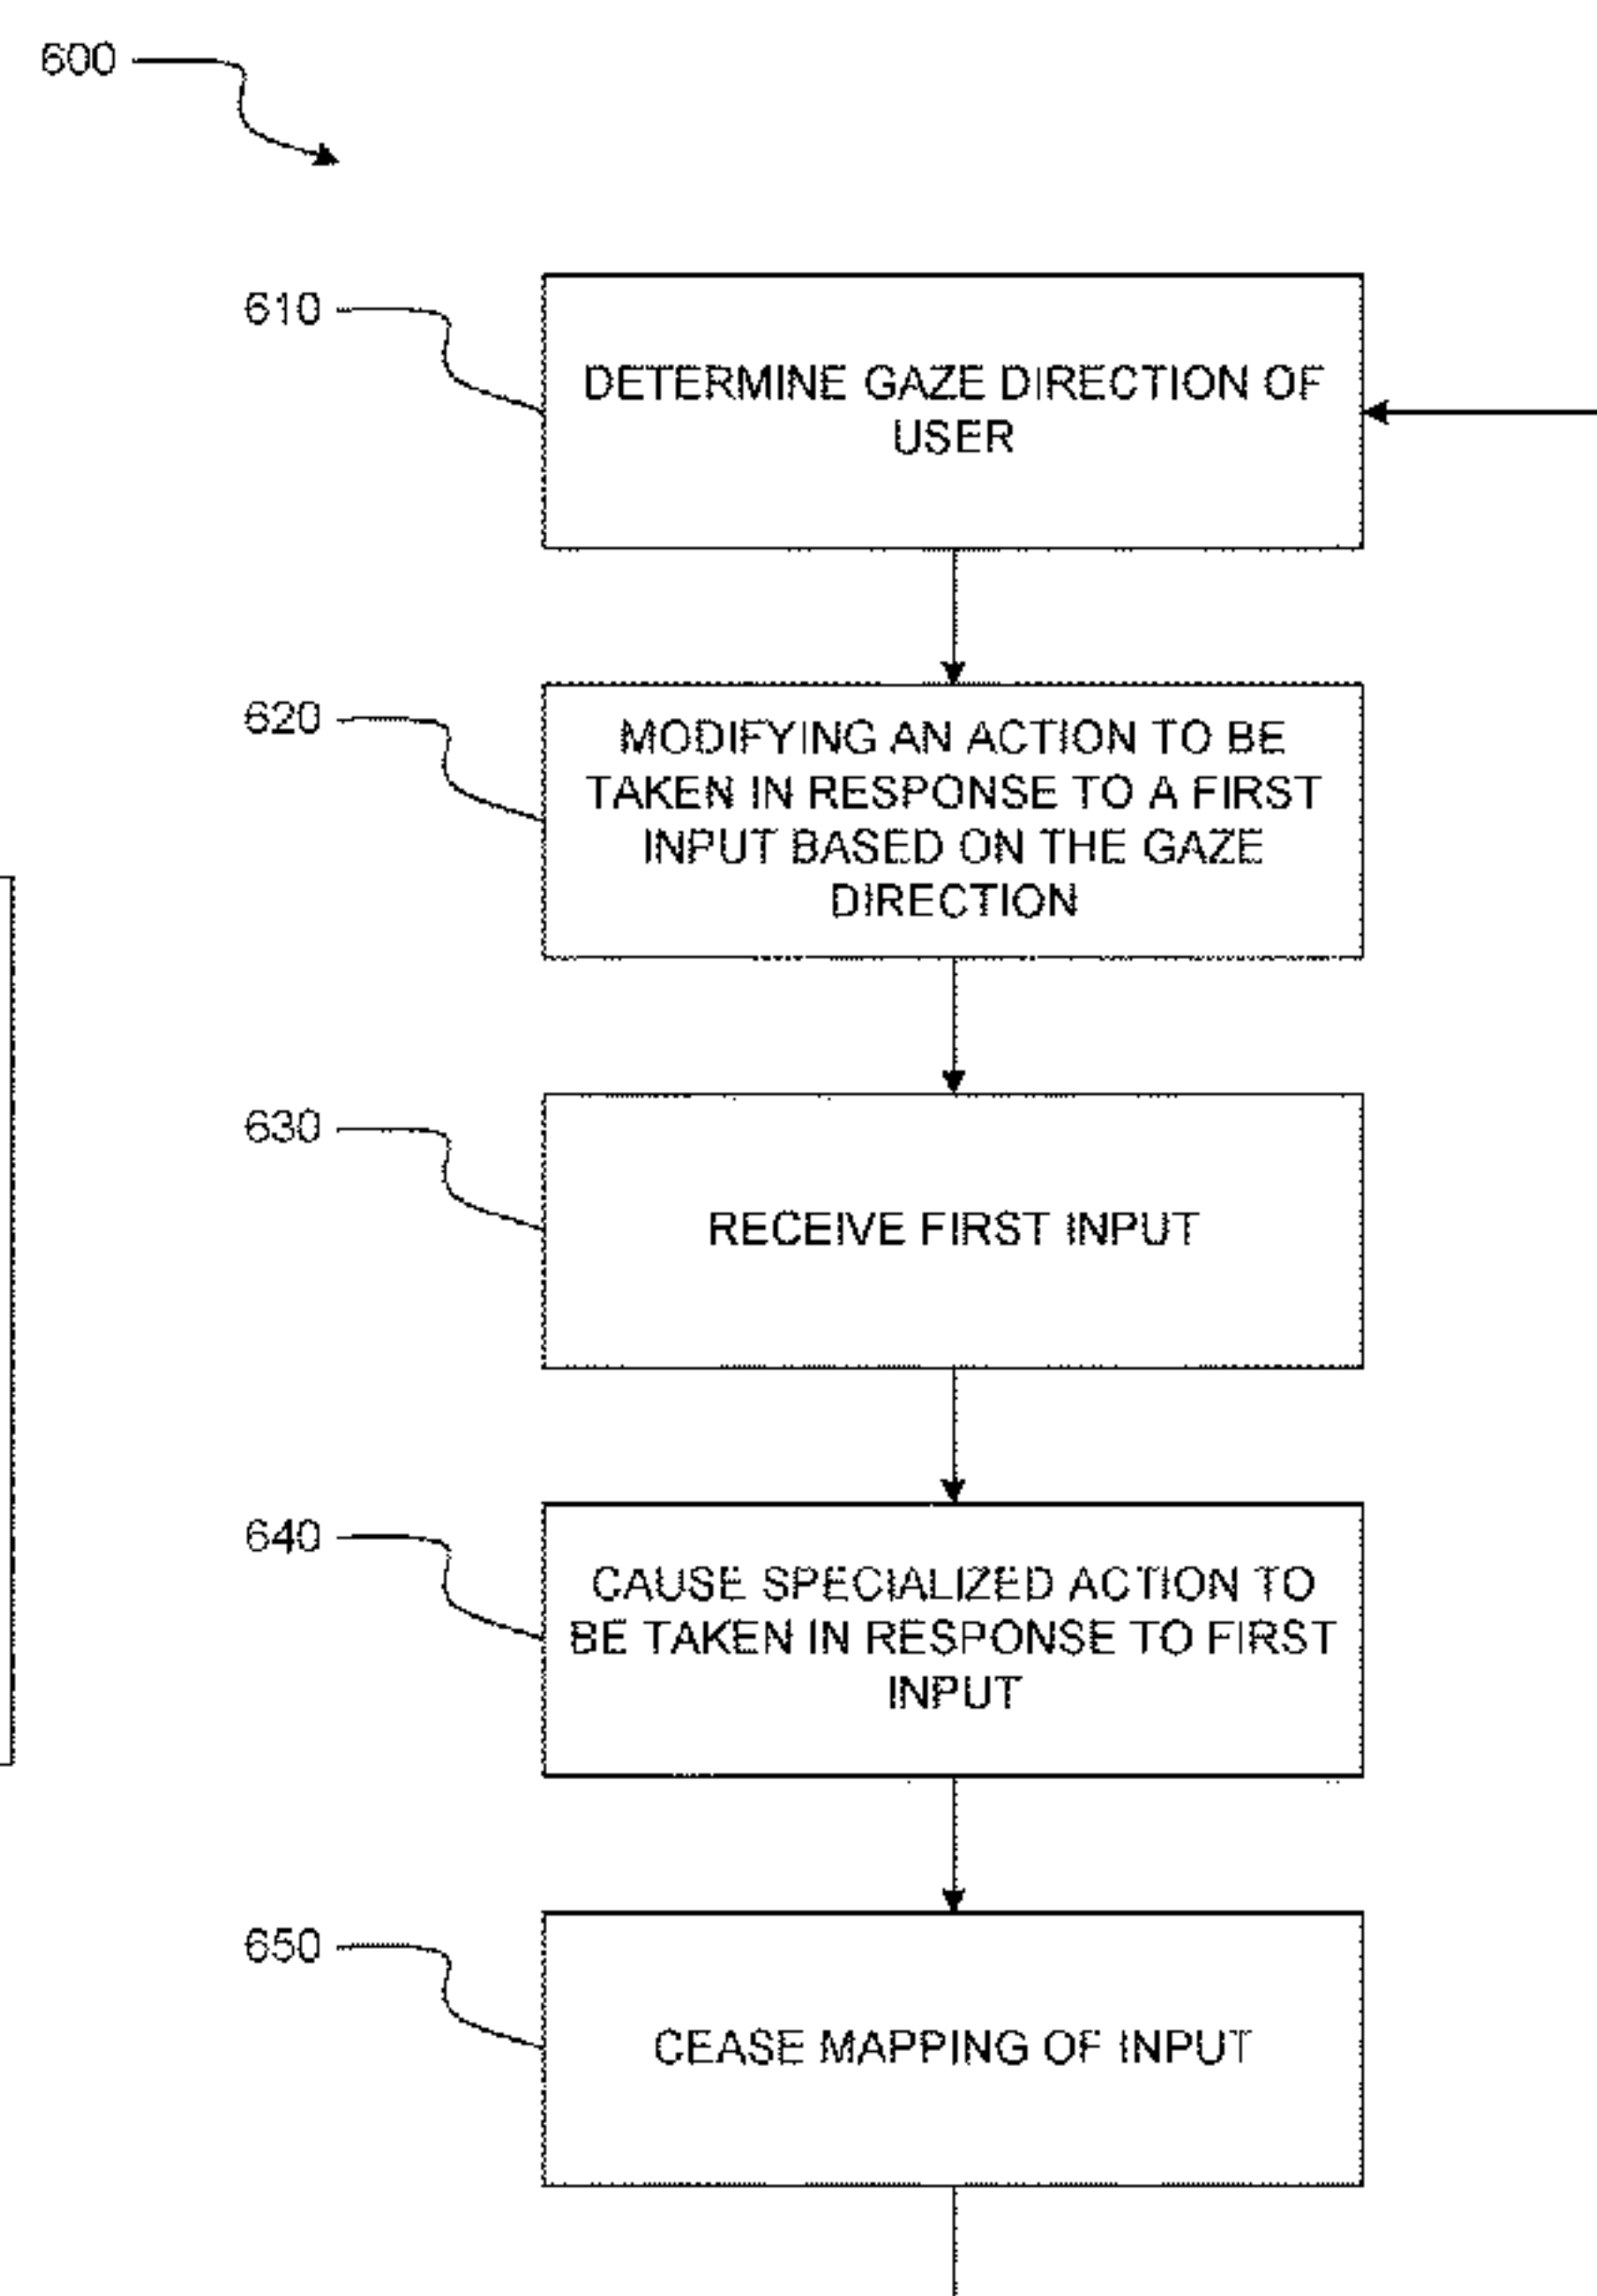 600
610
DETERMINE GAZE DIRECTION OF
USER
620
MODIFYING AN ACTION TO BE
TAKEN IN RESPONSE TO A FIRST
INPUT BASED ON THE GAZE
DIRECTION
630
RECEIVE FIRST INPUT
640
CAUSE SPECIALIZED ACTION TO
BE TAKEN IN RESPONSE TO FIRST
INPUT
650
CEASE MAPPING OF INPUT